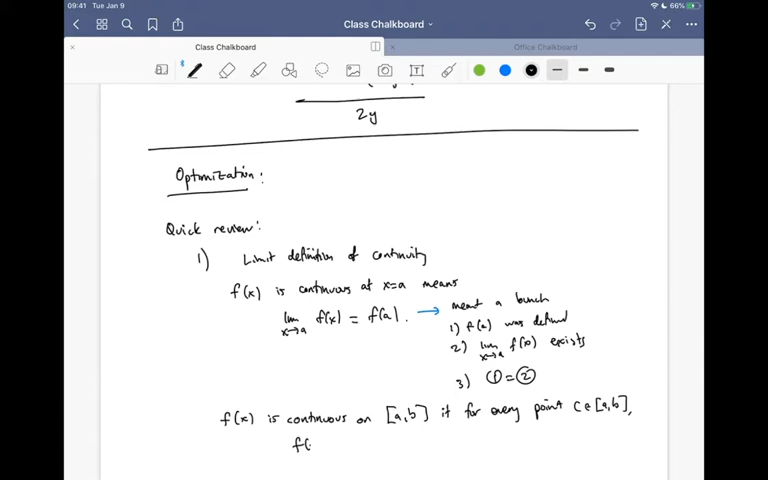 09:41 Tue Jan 9
66%
Class Chalkboard
Class Chalkboard
Office Chalkboard
2y
Optimization:
Quick review:
1) Limit definition of continuity
f(x) is continuous at x=a means
lim x→a f(x) = f(a). → meant a bunch
1) f(a) was defined
2) lim x→a f(x) exists
3) ① = ②
f(x) is continuous on [a,b] if for every point c∈[a,b],
f(